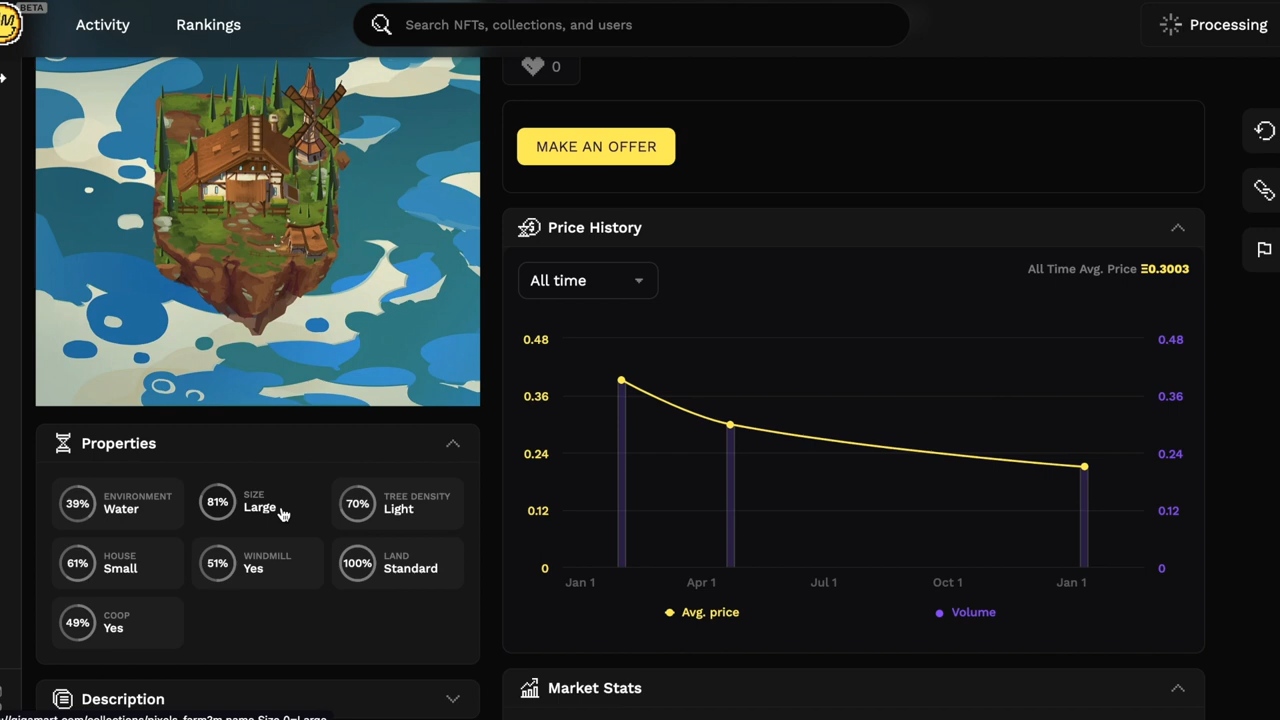 BETA
Activity
Rankings
Search NFTs, collections, and users
Processing
0
MAKE AN OFFER
Price History
All time
All Time Avg. Price Ξ0.3003
0.48
0.48
0.36
0.36
0.24
0.24
0.12
0.12
0
0
Jan 1
Apr 1
Jul 1
Oct 1
Jan 1
Avg. price
Volume
Market Stats
Properties
39%
ENVIRONMENT
Water
81%
SIZE
Large
70%
TREE DENSITY
Light
61%
HOUSE
Small
51%
WINDMILL
Yes
100%
LAND
Standard
49%
COOP
Yes
Description